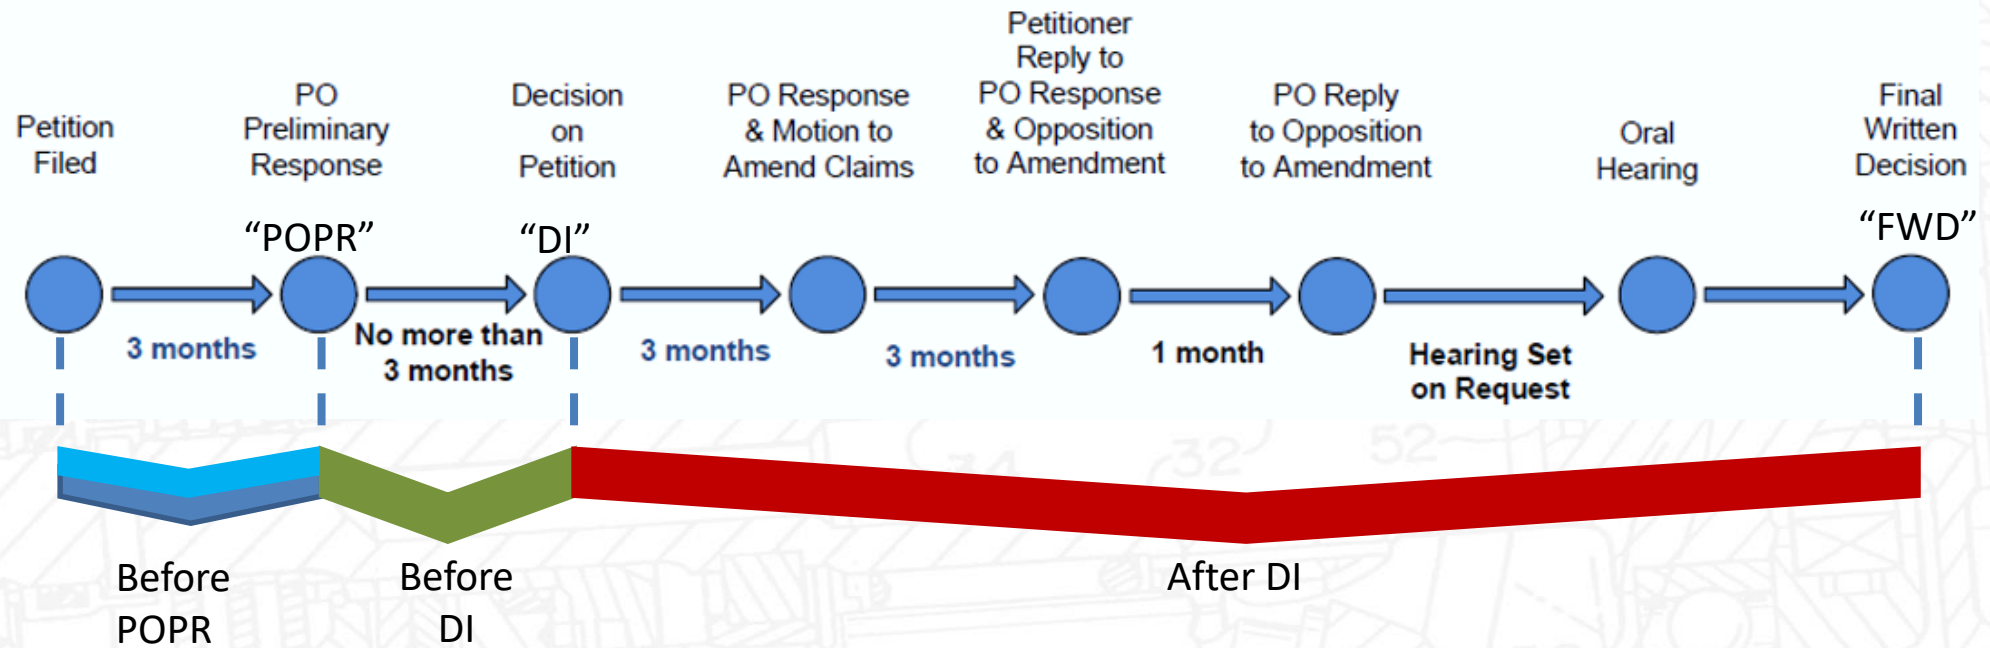 Petition
Filed
PO
Preliminary
Response
Decision
on
Petition
PO Response
& Motion to
Amend Claims
Petitioner
Reply to
PO Response
& Opposition
to Amendment
PO Reply
to Opposition
to Amendment
Oral
Hearing
Final
Written
Decision
“POPR”
“DI”
“FWD”
3 months
No more than
3 months
3 months
3 months
1 month
Hearing Set
on Request
34
32
52
Before
POPR
Before
DI
After DI